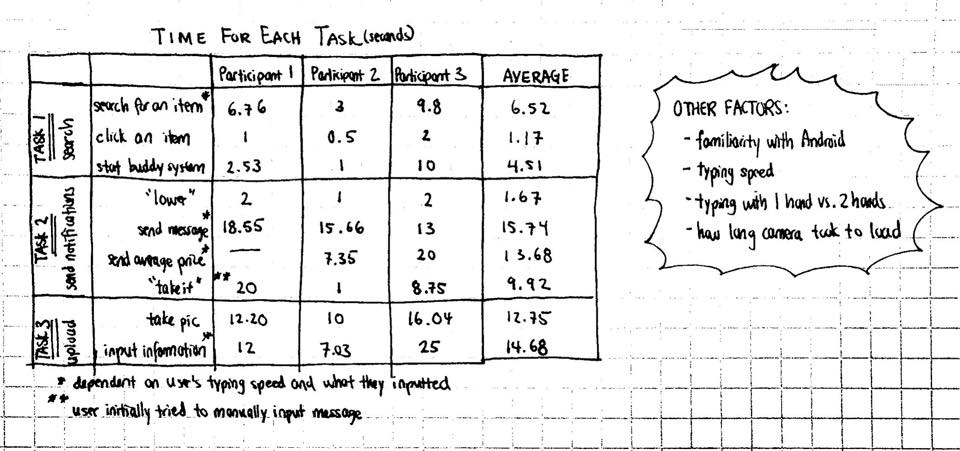 TIME FOR EACH TASK (seconds)
Participant 1 Participant 2 Participant 3 AVERAGE
TASK 1
search
search for an item* 6.76 3 9.8 6.52
click an item 1 0.5 2 1.17
stat buddy system 2.53 1 10 4.51
TASK 2
send notifications
"lower" 2 1 2 1.67
send message* 18.55 15.66 13 15.74
send average price* — 7.35 20 13.68
"take it" ** 20 1 8.75 9.92
TASK 3
upload
take pic 12.20 10 16.04 12.75
input information* 12 7.03 25 14.68
* dependent on user's typing speed and what they inputted
** user initially tried to manually input message
OTHER FACTORS:
- familiarity with Android
- typing speed
- typing with 1 hand vs. 2 hands
- how long camera took to load